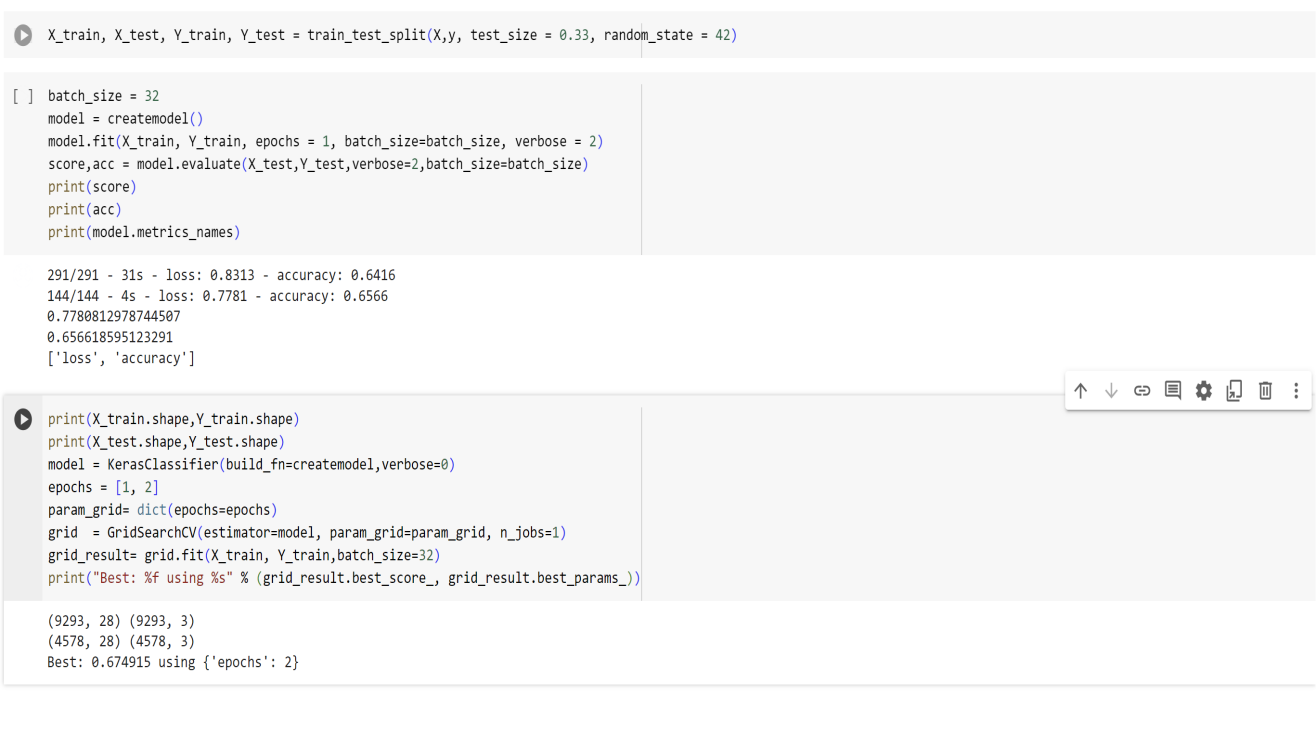 X_train, X_test, Y_train, Y_test = train_test_split(X,y, test_size = 0.33, random_state = 42)
[ ] batch_size = 32
model = createmodel()
model.fit(X_train, Y_train, epochs = 1, batch_size=batch_size, verbose = 2)
score,acc = model.evaluate(X_test,Y_test,verbose=2,batch_size=batch_size)
print(score)
print(acc)
print(model.metrics_names)
291/291 - 31s - loss: 0.8313 - accuracy: 0.6416
144/144 - 4s - loss: 0.7781 - accuracy: 0.6566
0.7780812978744507
0.656618595123291
['loss', 'accuracy']
print(X_train.shape,Y_train.shape)
print(X_test.shape,Y_test.shape)
model = KerasClassifier(build_fn=createmodel,verbose=0)
epochs = [1, 2]
param_grid= dict(epochs=epochs)
grid  = GridSearchCV(estimator=model, param_grid=param_grid, n_jobs=1)
grid_result= grid.fit(X_train, Y_train,batch_size=32)
print("Best: %f using %s" % (grid_result.best_score_, grid_result.best_params_))
(9293, 28) (9293, 3)
(4578, 28) (4578, 3)
Best: 0.674915 using {'epochs': 2}